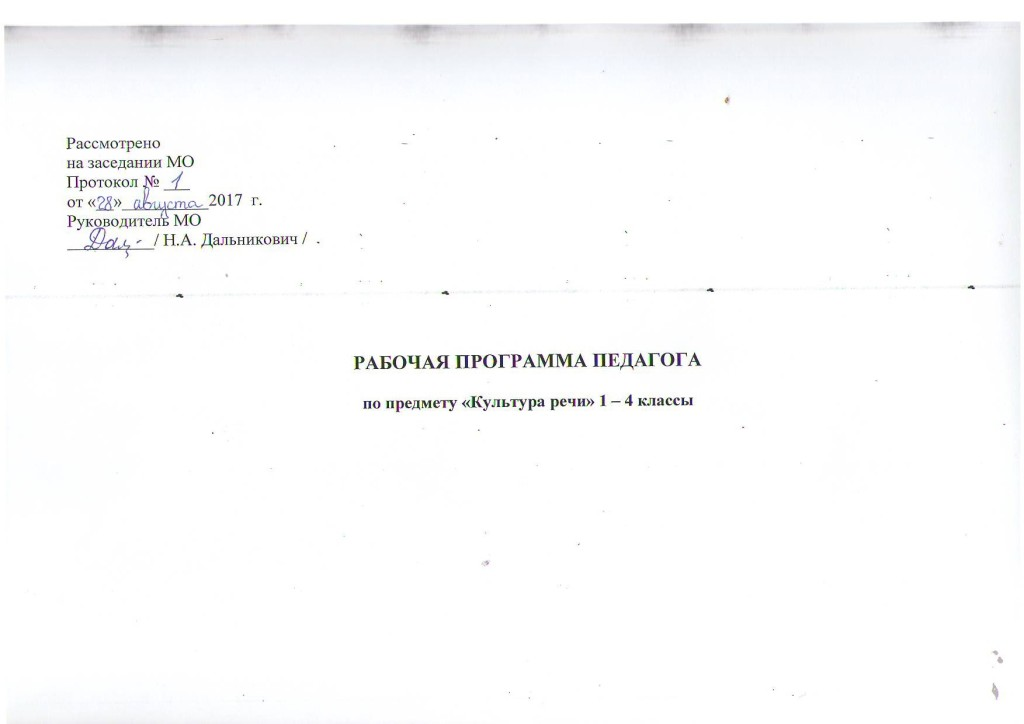 Рассмотрено
на заседании МО
Протокол № 1
от «28» августа 2017 г.
Руководитель МО
/ Н.А. Дальникович / .
РАБОЧАЯ ПРОГРАММА ПЕДАГОГА
по предмету «Культура речи» 1 – 4 классы